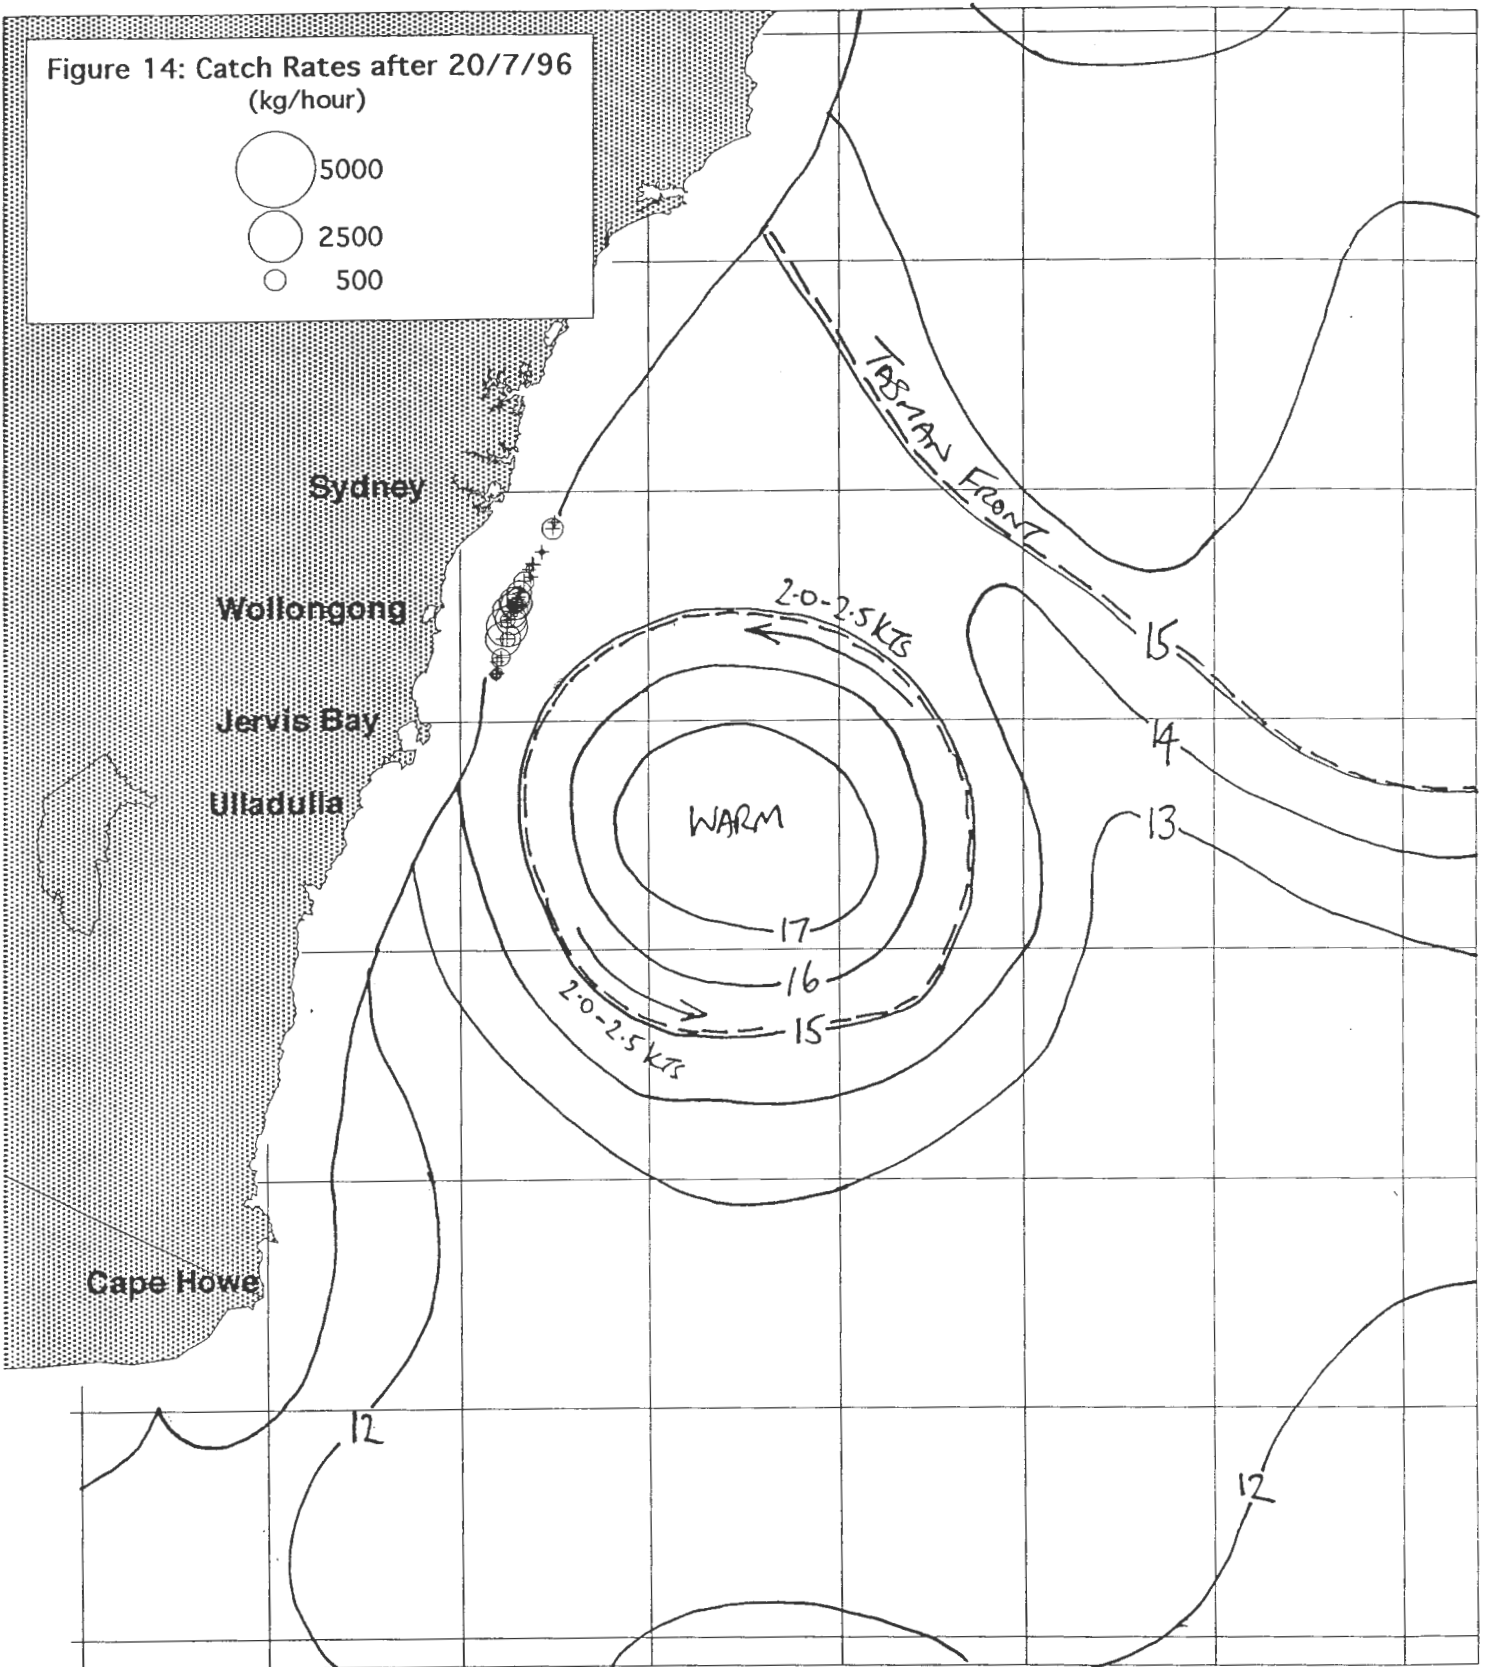 Figure 14: Catch Rates after 20/7/96
(kg/hour)
5000
2500
500
TASMAN FRONT
Sydney
2.0-2.5 KTS
Wollongong
15
Jervis Bay
14
Ulladulla
WARM
13
17
16
2.0-2.5 KTS
15
Cape Howe
12
12